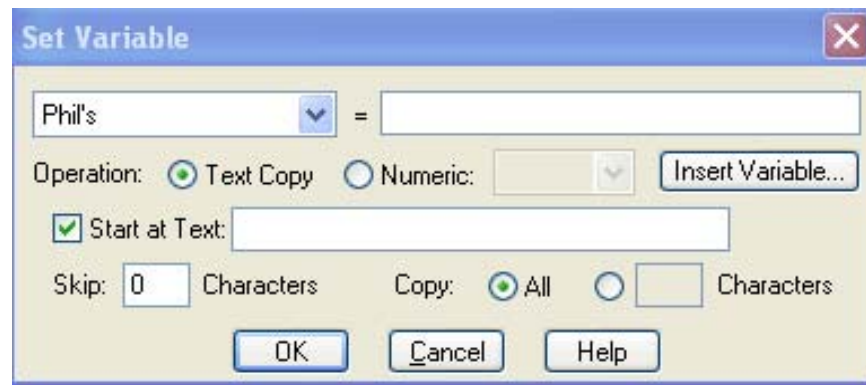 Set Variable
Phil's =
Operation: Text Copy Numeric: Insert Variable...
Start at Text:
Skip: 0 Characters Copy: All Characters
OK Cancel Help